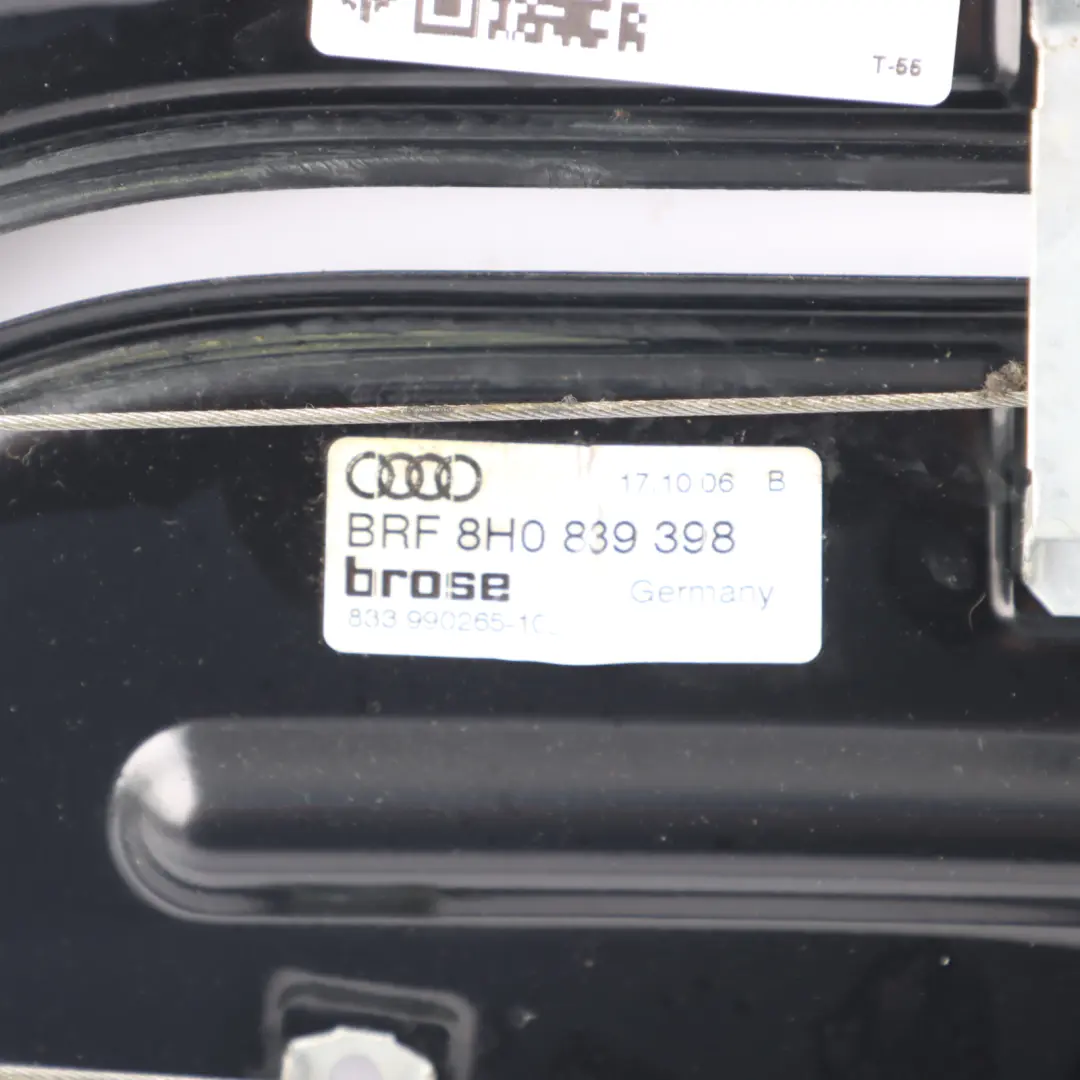 T-55
17.10.06 B
BRF 8H0 839 398
brose Germany
833 990265-10